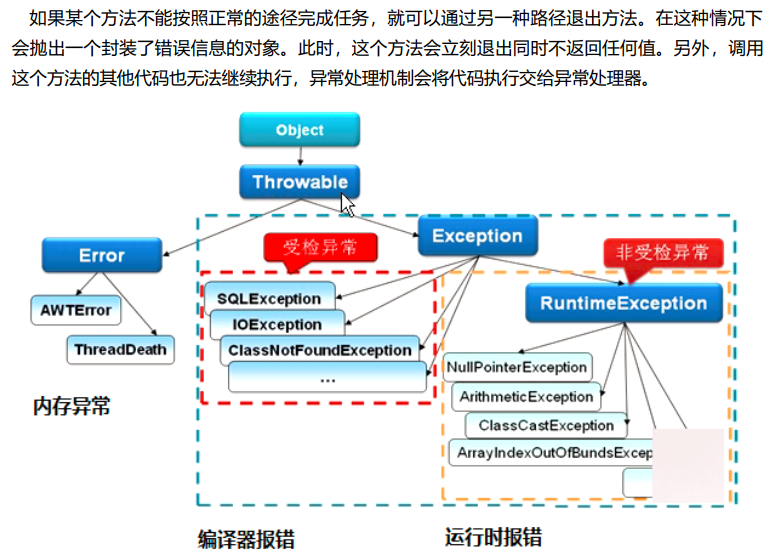 如果某个方法不能按照正常的途径完成任务，就可以通过另一种路径退出方法。在这种情况下
会抛出一个封装了错误信息的对象。此时，这个方法会立刻退出同时不返回任何值。另外，调用
这个方法的其他代码也无法继续执行，异常处理机制会将代码执行交给异常处理器。
Object
Throwable
Exception
Error
受检异常
非受检异常
SQLException
IOException
ClassNotFoundException
...
RuntimeException
AWTError
ThreadDeath
NullPointerException
ArithmeticException
ClassCastException
ArrayIndexOutOfBundsExcep
内存异常
编译器报错
运行时报错